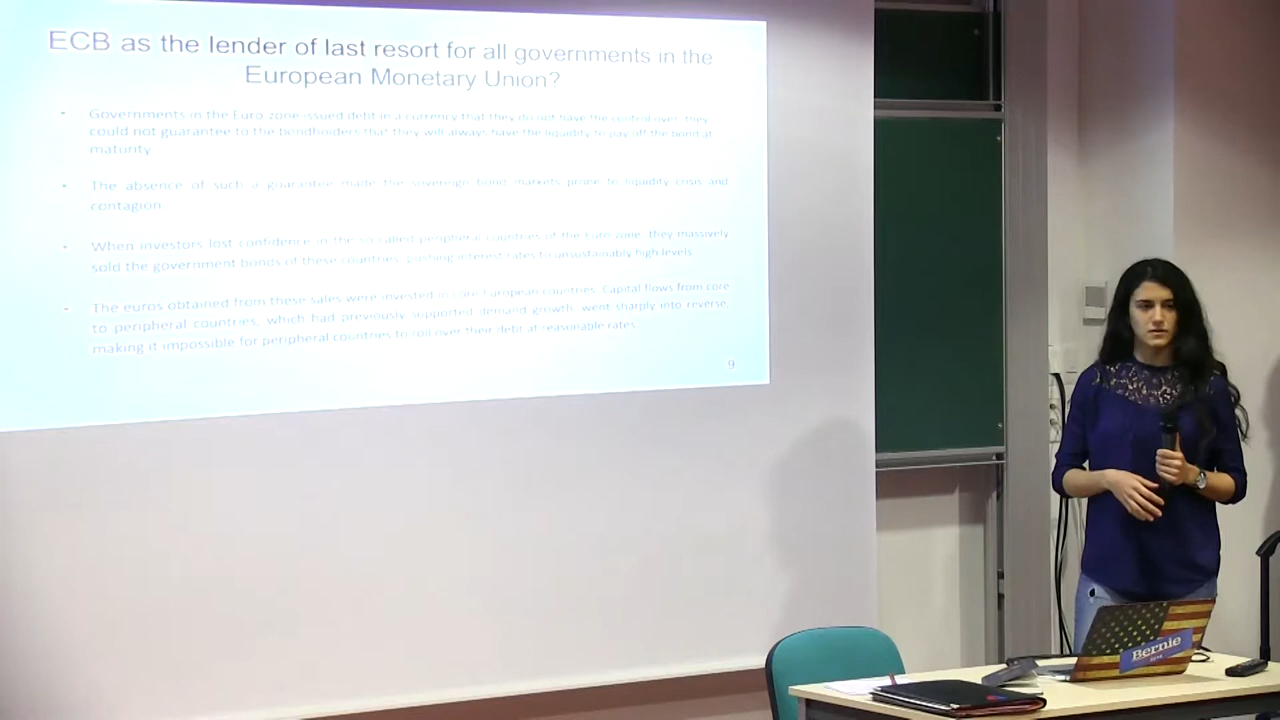 ECB as the lender of last resort for all governments in the
European Monetary Union?
- Governments in the Euro zone issued debt in a currency that they do not have the control over, they
could not guarantee to the bondholders that they will always have the liquidity to pay off the bond at
maturity
- The absence of such a guarantee made the sovereign bond markets prone to liquidity crisis and
contagion
- When investors lost confidence in the so called peripheral countries of the Euro zone, they massively
sold the government bonds of these countries, pushing interest rates to unsustainably high levels
- The euros obtained from these sales were invested in core European countries. Capital flows from core
to peripheral countries, which had previously supported demand growth, went sharply into reverse,
making it impossible for peripheral countries to roll over their debt at reasonable rates
9
Bernie